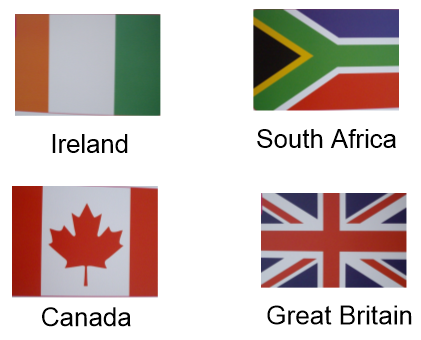 Ireland
South Africa
Canada
Great Britain